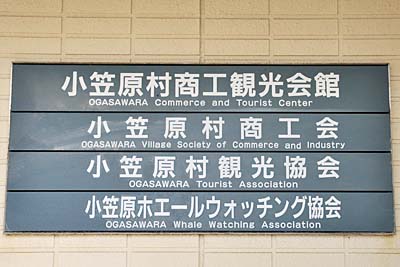 小笠原村商工観光会館
OGASAWARA Commerce and Tourist Center
小笠原村商工会
OGASAWARA Village Society of Commerce and Industry
小笠原村観光協会
OGASAWARA Tourist Association
小笠原ホエールウォッチング協会
OGASAWARA Whale Watching Association